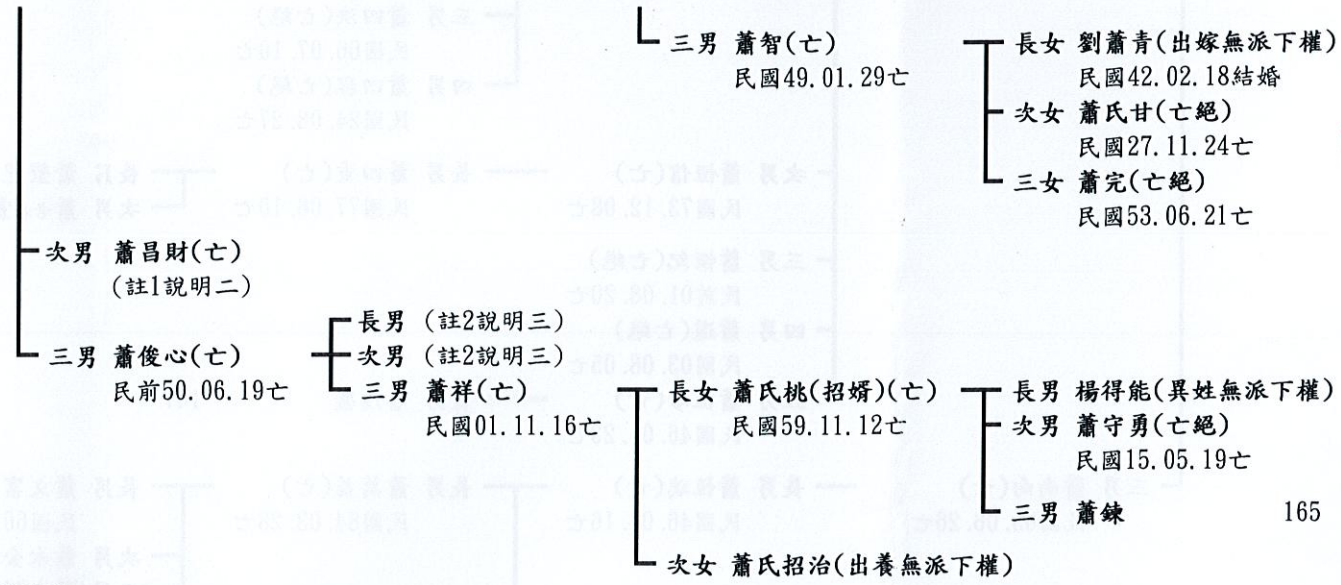 三男 蕭智(亡)
民國49.01.29亡
長女 劉蕭青(出嫁無派下權)
民國42.02.18結婚
次女 蕭氏甘(亡絕)
民國27.11.24亡
三女 蕭完(亡絕)
民國53.06.21亡
次男 蕭昌財(亡)
(註1說明二)
三男 蕭俊心(亡)
民前50.06.19亡
長男 (註2說明三)
次男 (註2說明三)
三男 蕭祥(亡)
民國01.11.16亡
長女 蕭氏桃(招婿)(亡)
民國59.11.12亡
長男 楊得能(異姓無派下權)
次男 蕭守勇(亡絕)
民國15.05.19亡
三男 蕭鍊 165
次女 蕭氏招治(出養無派下權)